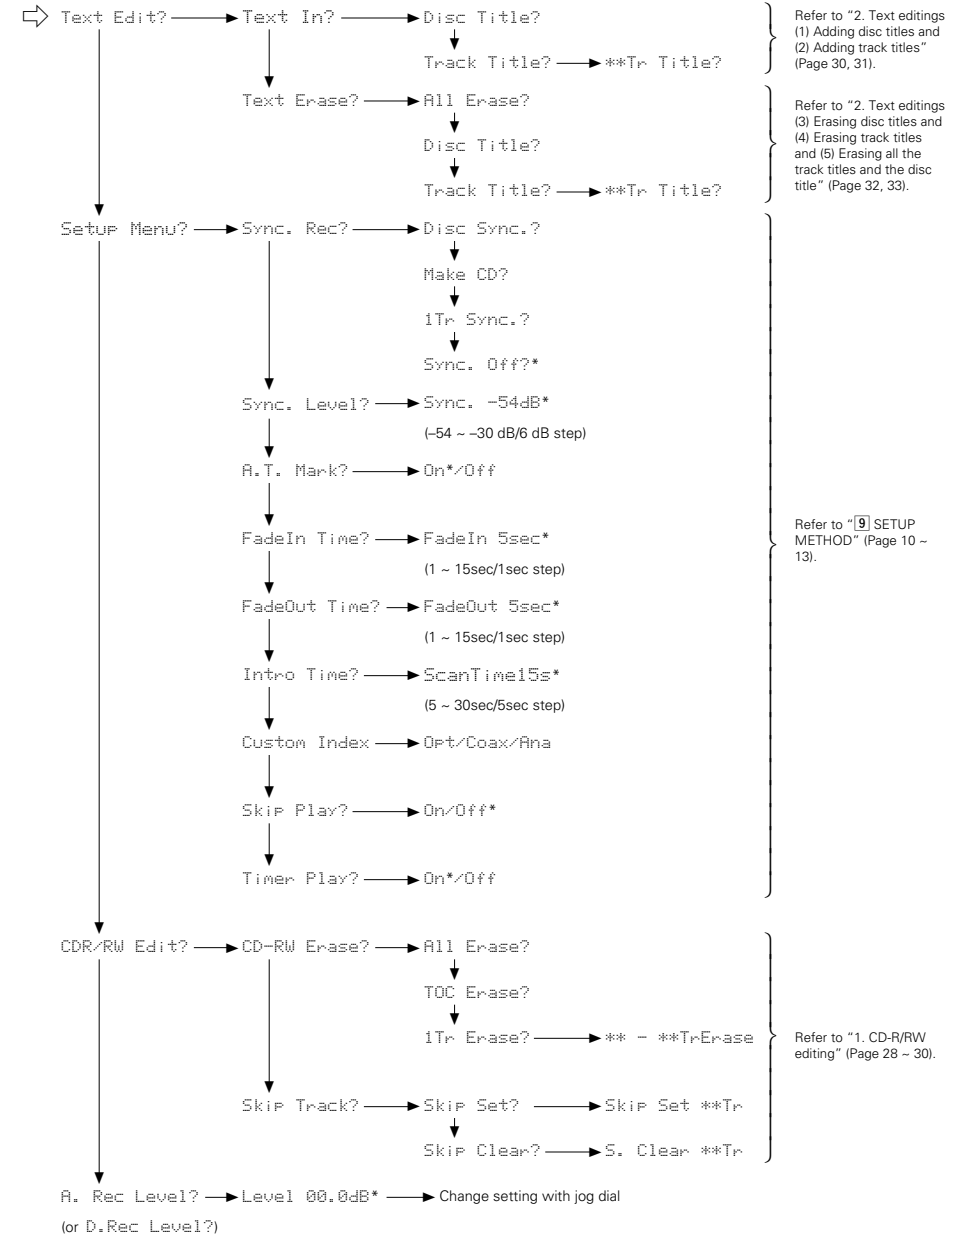 Text Edit? Text In? Disc Title?
Track Title? **Tr Title?
Refer to “2. Text editings
(1) Adding disc titles and
(2) Adding track titles”
(Page 30, 31).
Text Erase? All Erase?
Disc Title?
Track Title? **Tr Title?
Refer to “2. Text editings
(3) Erasing disc titles and
(4) Erasing track titles
and (5) Erasing all the
track titles and the disc
title” (Page 32, 33).
Setup Menu? Sync. Rec? Disc Sync.?
Make CD?
1Tr Sync.?
Sync. Off?*
Sync. Level? Sync. -54dB*
(–54 ~ –30 dB/6 dB step)
A.T. Mark? On*/Off
FadeIn Time? FadeIn 5sec*
(1 ~ 15sec/1sec step)
FadeOut Time? FadeOut 5sec*
(1 ~ 15sec/1sec step)
Intro Time? ScanTime15s*
(5 ~ 30sec/5sec step)
Custom Index Opt/Coax/Ana
Skip Play? On/Off*
Timer Play? On*/Off
Refer to “9 SETUP
METHOD” (Page 10 ~
13).
CDR/RW Edit? CD-RW Erase? All Erase?
TOC Erase?
1Tr Erase? ** - **TrErase
Skip Track? Skip Set? Skip Set **Tr
Skip Clear? S. Clear **Tr
Refer to “1. CD-R/RW
editing” (Page 28 ~ 30).
A. Rec Level? Level 00.0dB* Change setting with jog dial
(or D.Rec Level?)